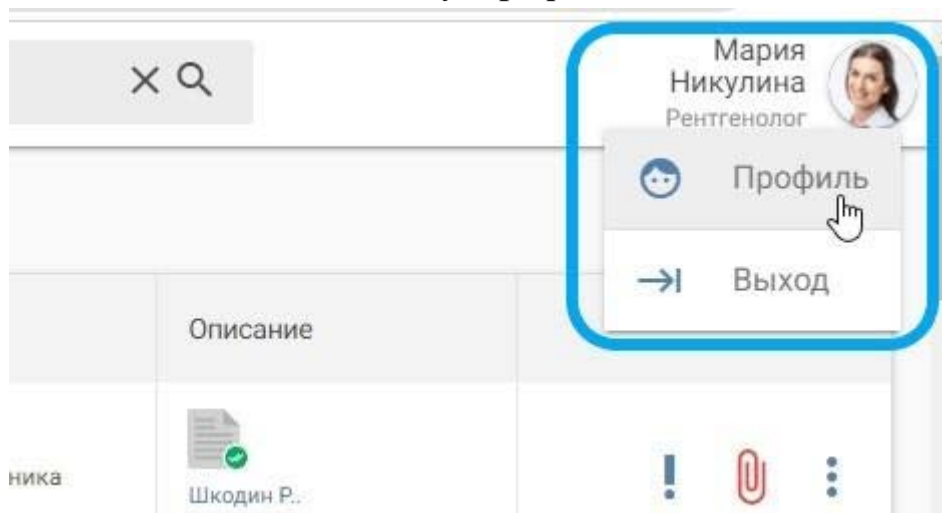 Мария
Никулина
Рентгенолог
Профиль
Выход
Описание
ника
Шкодин Р..